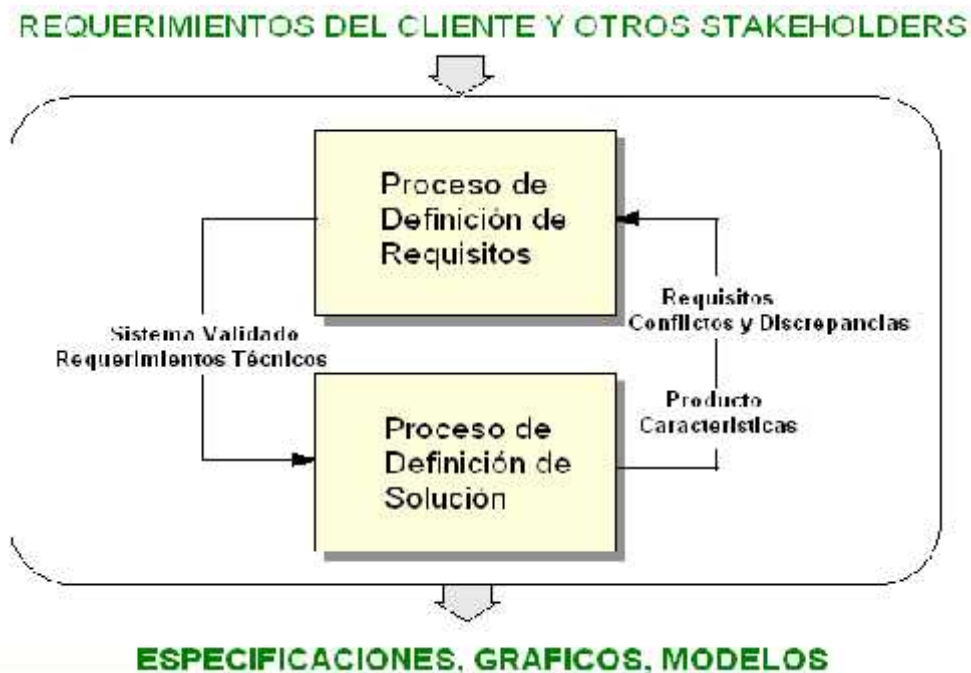 REQUERIMIENTOS DEL CLIENTE Y OTROS STAKEHOLDERS
Proceso de
Definición de
Requisitos
Requisitos
Conflictos y Discrepancias
Sistema Validado
Requerimientos Técnicos
Producto
Características
Proceso de
Definición de
Solución
ESPECIFICACIONES, GRAFICOS, MODELOS